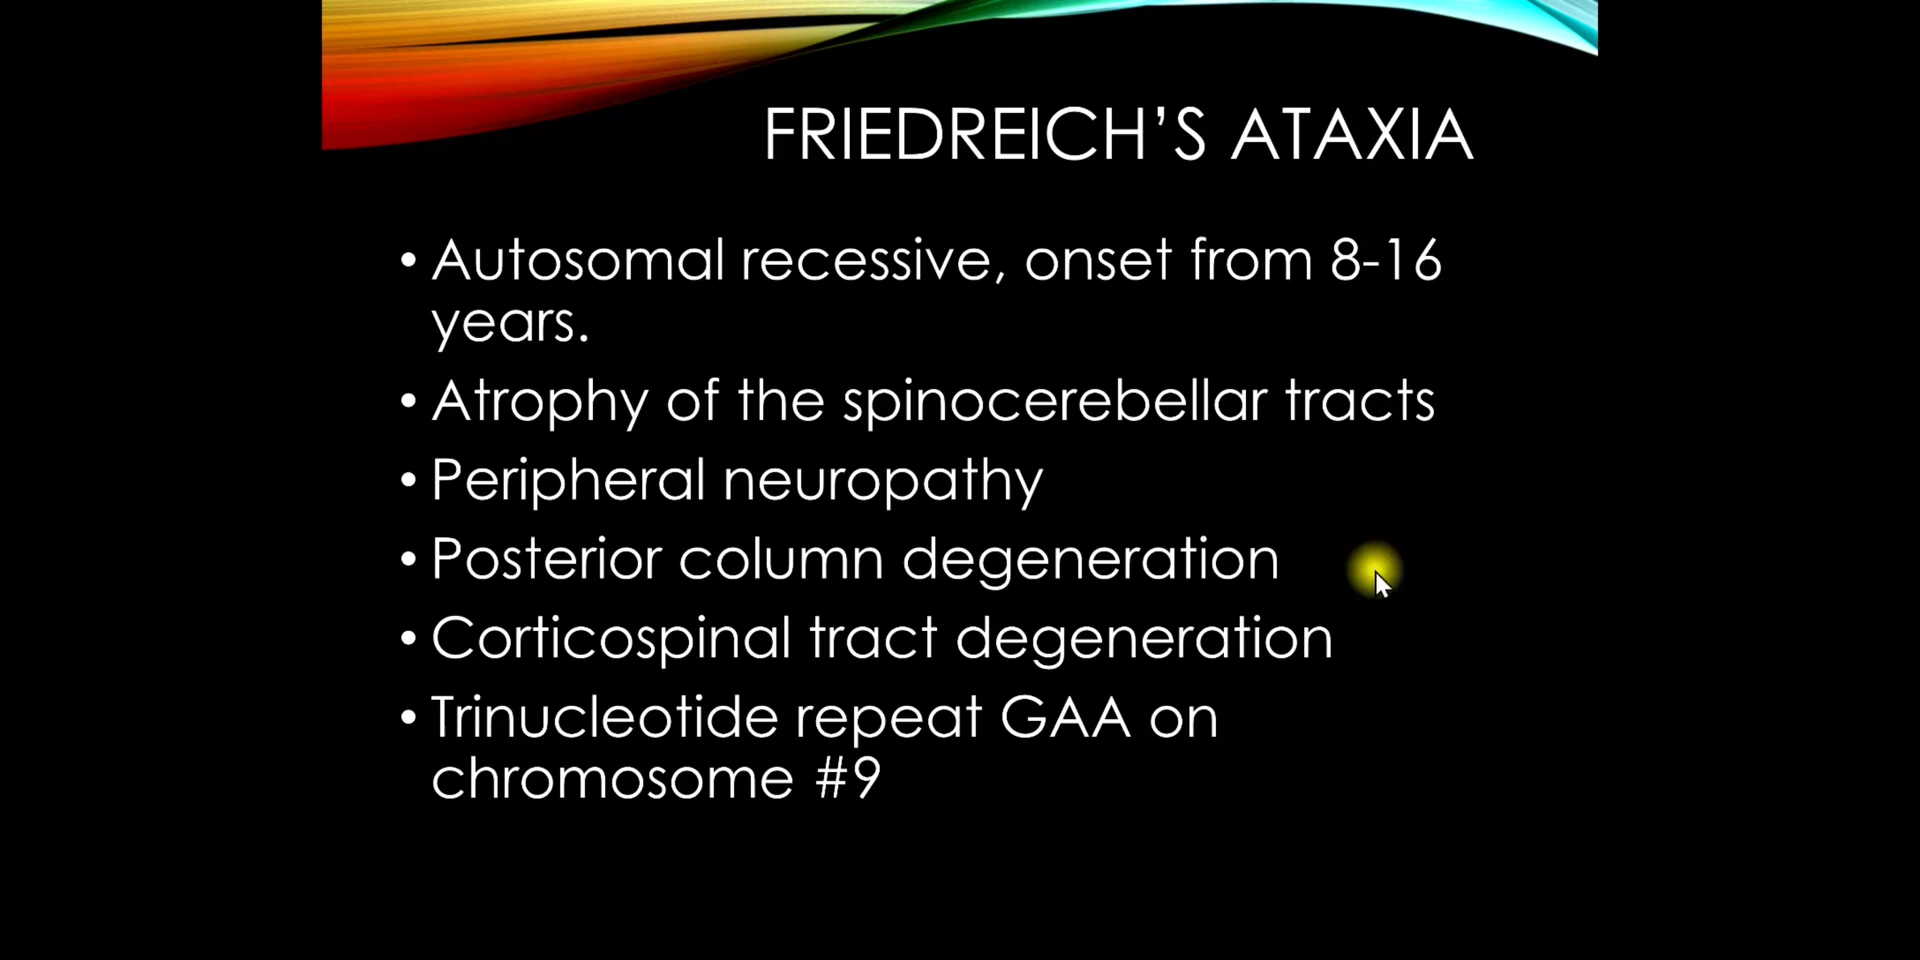 FRIEDREICH’S ATAXIA
• Autosomal recessive, onset from 8-16
years.
• Atrophy of the spinocerebellar tracts
• Peripheral neuropathy
• Posterior column degeneration
• Corticospinal tract degeneration
• Trinucleotide repeat GAA on
chromosome #9